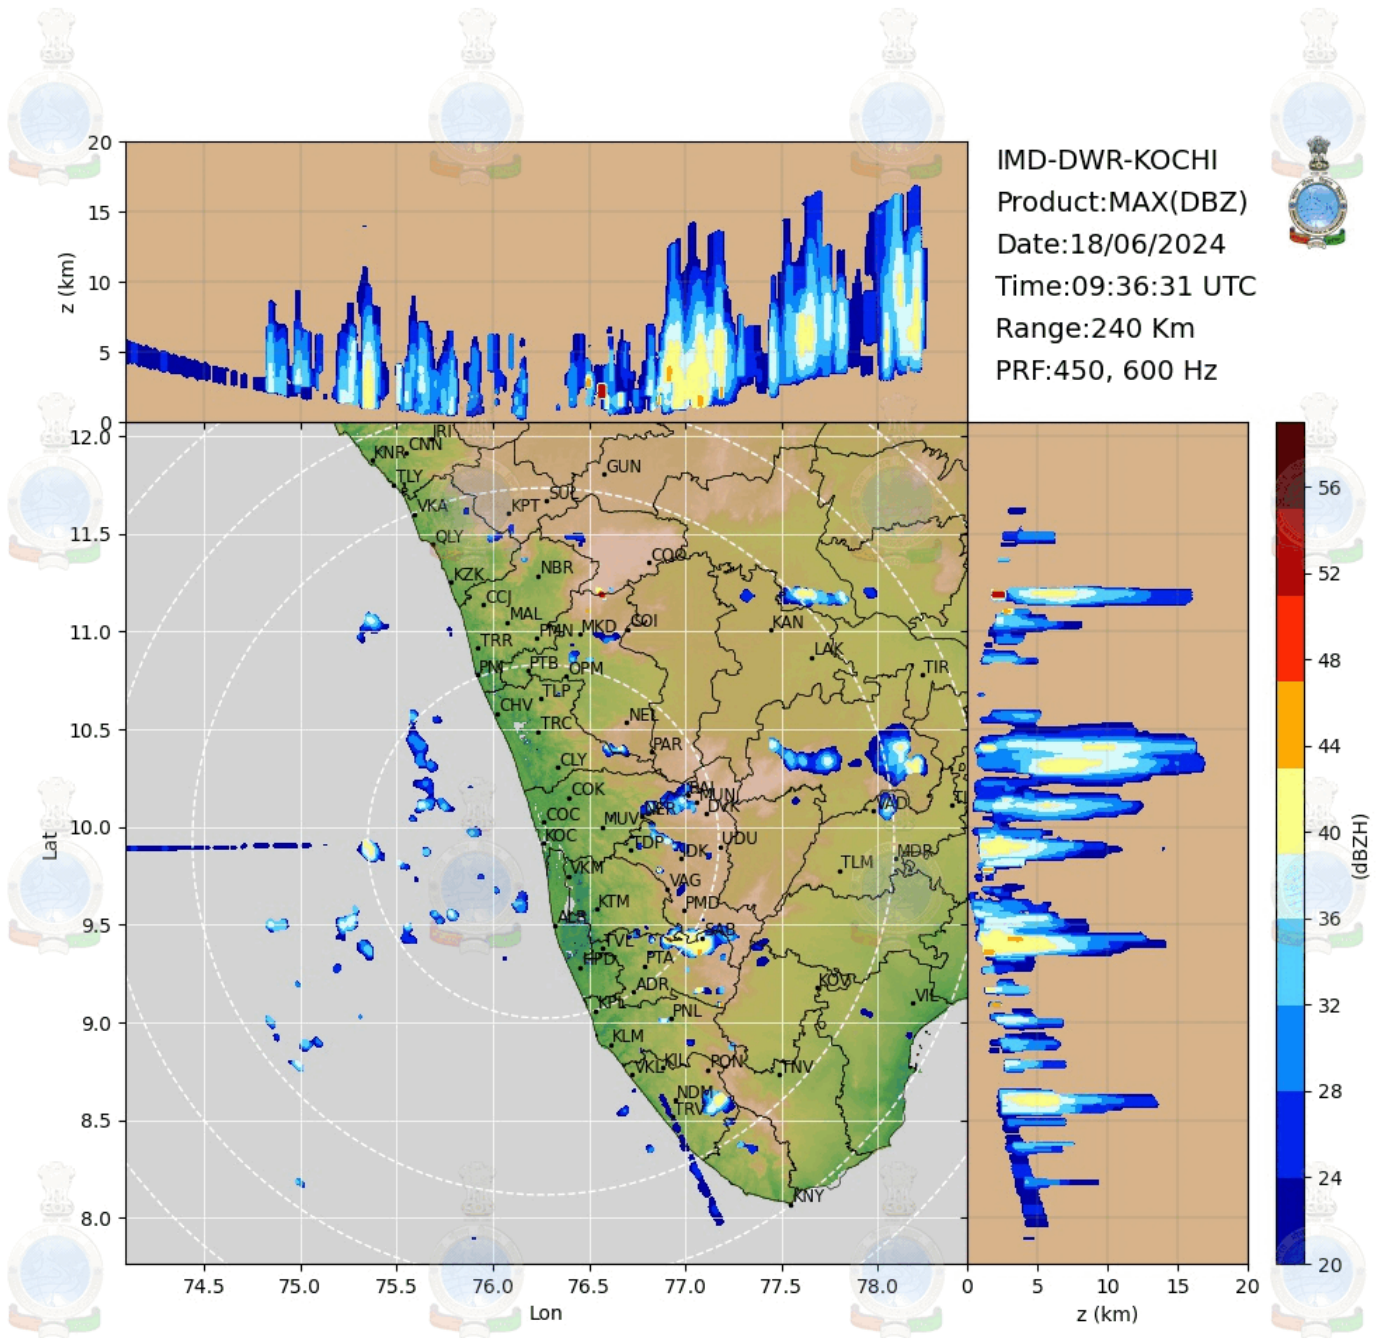 IMD-DWR-KOCHI
Product:MAX(DBZ)
Date:18/06/2024
Time:09:36:31 UTC
Range:240 Km
PRF:450, 600 Hz
20
15
10
5
0
z (km)
12.0
11.5
11.0
10.5
10.0
9.5
9.0
8.5
8.0
Lat
JRI
CNN
KNR
TLY
VKA
QLY
GUN
SUL
KPT
COO
NBR
KZK
CCJ
MAL
PMN
MKD
COI
KAN
TRR
LAK
PNI
PTB
OPM
TIR
TLP
CHV
TRC
NEL
PAR
CLY
COK
MUN
DVK
VAD
COC
MUV
NER
KOC
TDP
IDK
UDU
TLM
MDR
VKM
VAG
KTM
PMD
ALP
SAB
TVL
HPD
PTA
ADR
KOV
VIL
KPL
PNL
KLM
VKL
KIL
PON
TNV
NDM
TRV
KNY
74.5
75.0
75.5
76.0
76.5
77.0
77.5
78.0
Lon
0
5
10
15
20
z (km)
56
52
48
44
40
36
32
28
24
20
(dBZH)